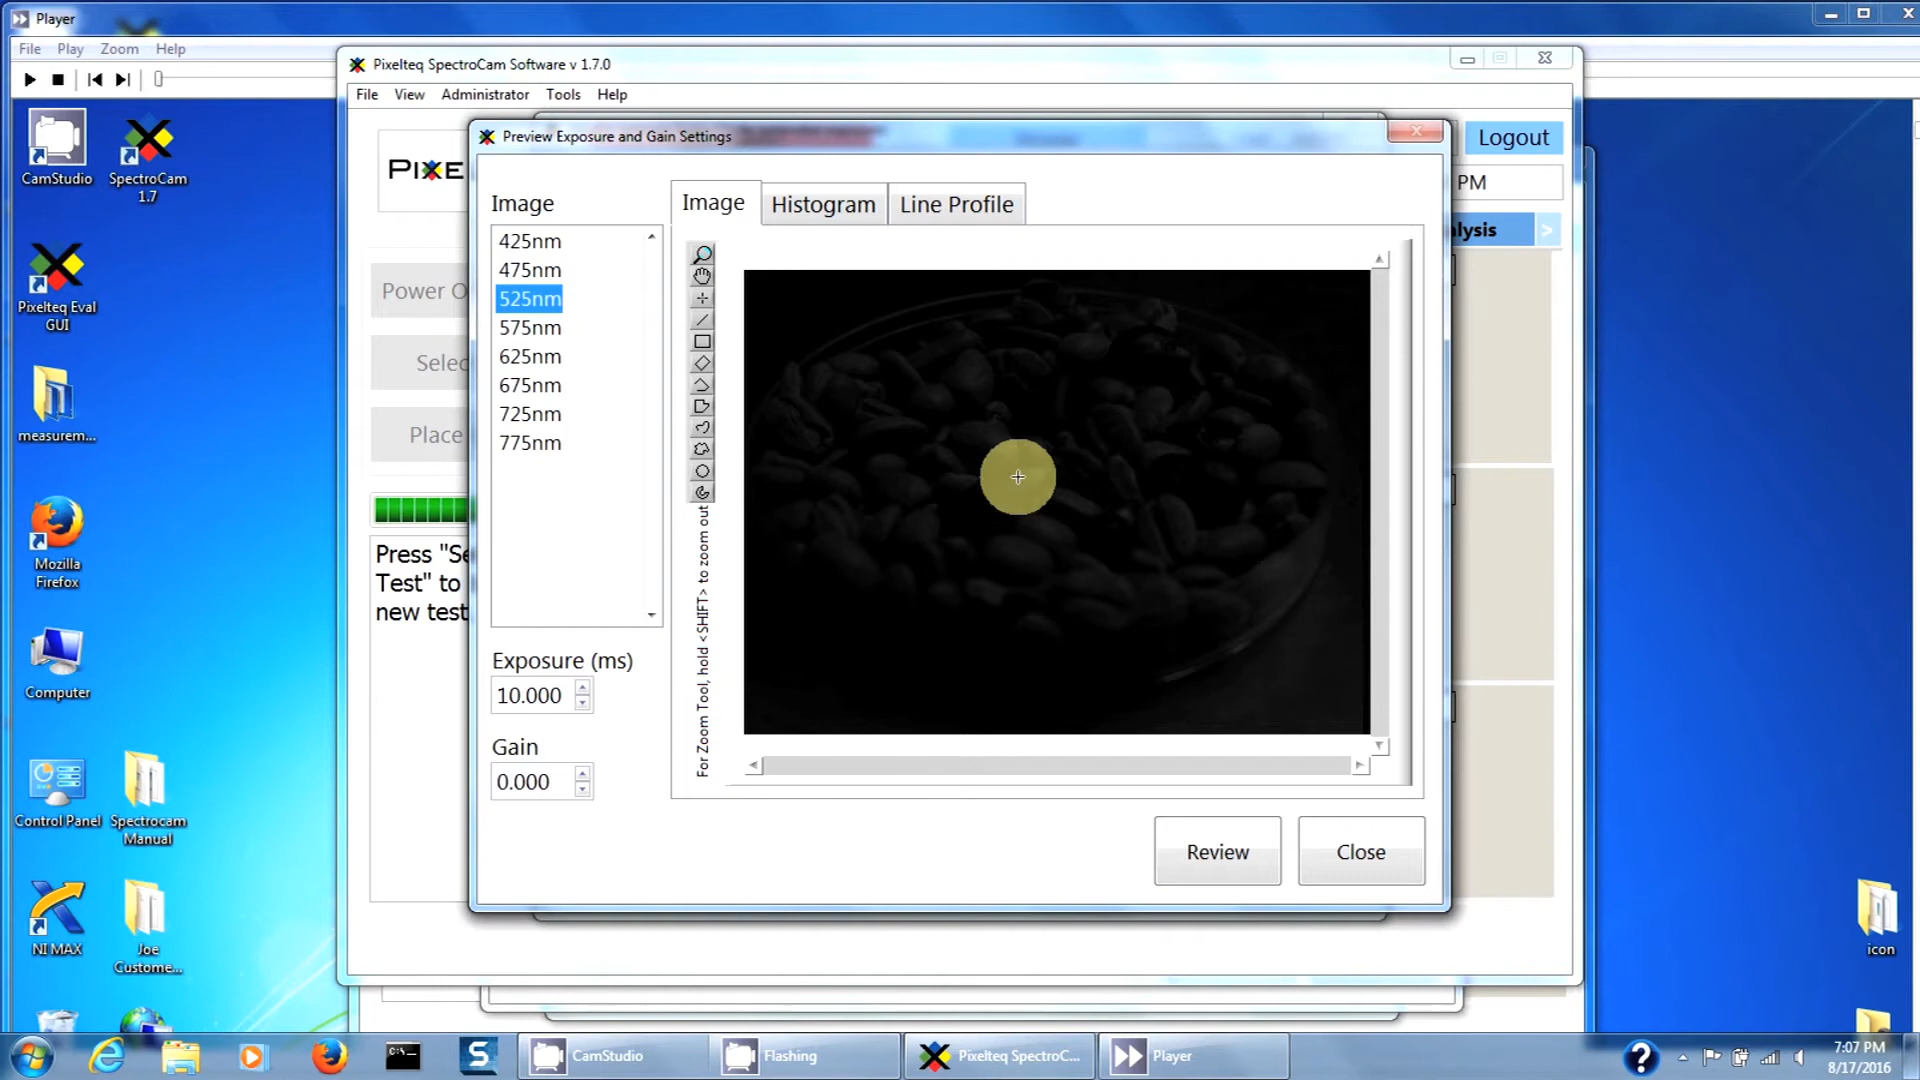 Player
File Play Zoom Help
Pixelteq SpectroCam Software v 1.7.0
File View Administrator Tools Help
Logout
PM
lysis >
PIXE
Power O
Selec
Place
Press "Se
Test" to
new test
Preview Exposure and Gain Settings
Image
425nm
475nm
525nm
575nm
625nm
675nm
725nm
775nm
Exposure (ms)
10.000
Gain
0.000
Image Histogram Line Profile
For Zoom Tool, hold <SHIFT> to zoom out
Review Close
CamStudio
SpectroCam
1.7
Pixelteq Eval
GUI
measurem...
Mozilla
Firefox
Computer
Control Panel
Spectrocam
Manual
NI MAX
Joe
Custome...
icon
CamStudio
Flashing
Pixelteq SpectroC...
Player
7:07 PM
8/17/2016